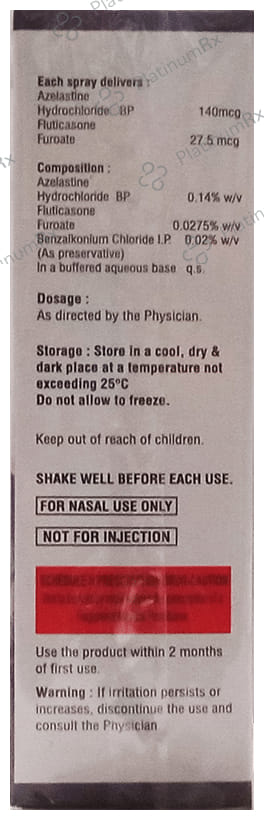 Each spray delivers :
Azelastine
Hydrochloride BP 140mcg
Fluticasone
Furoate 27.5 mcg
Composition :
Azelastine
Hydrochloride BP 0.14% w/v
Fluticasone
Furoate 0.0275% w/v
Benzalkonium Chloride I.P. 0.02% w/v
(As preservative)
In a buffered aqueous base q.s.
Dosage :
As directed by the Physician.
Storage : Store in a cool, dry &
dark place at a temperature not
exceeding 25°C
Do not allow to freeze.
Keep out of reach of children.
SHAKE WELL BEFORE EACH USE.
FOR NASAL USE ONLY
NOT FOR INJECTION
SCHEDULE H PRESCRIPTION DRUG-CAUTION
Use the product within 2 months
of first use.
Warning : If irritation persists or
increases, discontinue the use and
consult the Physician
PlatinumRx